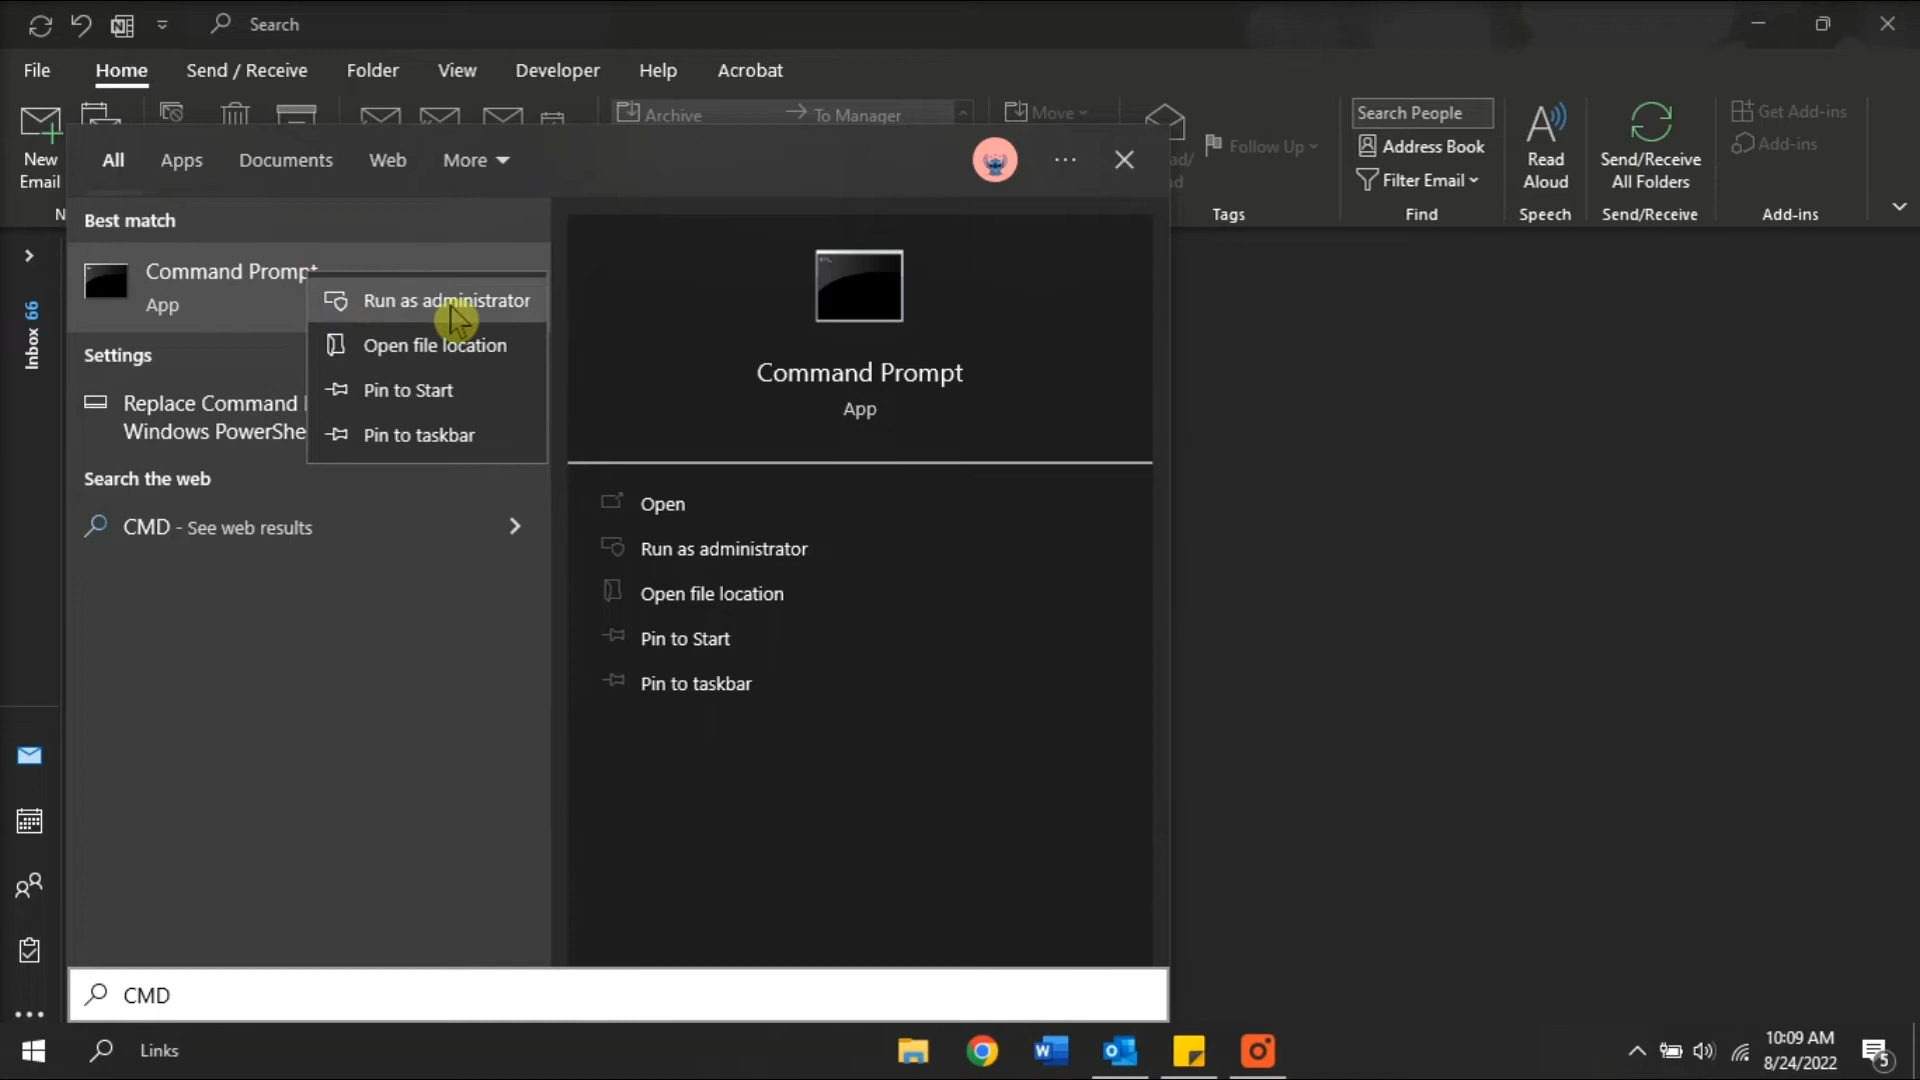 Search
File Home Send / Receive Folder View Developer Help Acrobat
New
Email
Archive
To Manager
Move
Follow Up
Tags
Search People
Address Book
Filter Email
Find
Read
Aloud
Speech
Send/Receive
All Folders
Send/Receive
Get Add-ins
Add-ins
Add-ins
Inbox 99
All Apps Documents Web More
Best match
Command Prompt
App
Run as administrator
Open file location
Pin to Start
Pin to taskbar
Settings
Replace Command
Windows PowerShe
Search the web
CMD - See web results
Command Prompt
App
Open
Run as administrator
Open file location
Pin to Start
Pin to taskbar
CMD
Links
10:09 AM
8/24/2022
5